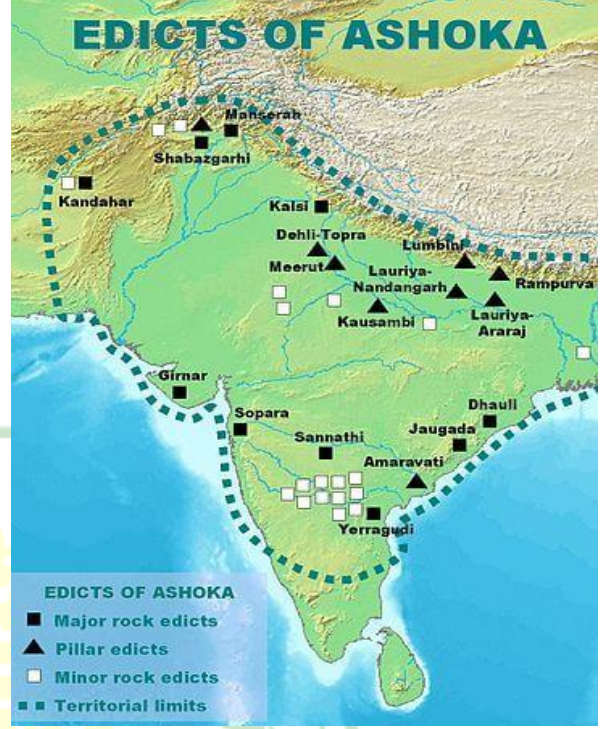 EDICTS OF ASHOKA
Manserah
Shabazgarhi
Kandahar
Kalsi
Dehli-Topra
Lumbini
Meerut
Lauriya-
Nandangarh
Rampurva
Kausambi
Lauriya-
Araraj
Girnar
Sopara
Dhauli
Jaugada
Sannathi
Amaravati
Yerragudi
EDICTS OF ASHOKA
Major rock edicts
Pillar edicts
Minor rock edicts
Territorial limits